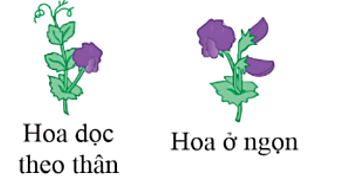 Hoa dọc
theo thân
Hoa ở ngọn